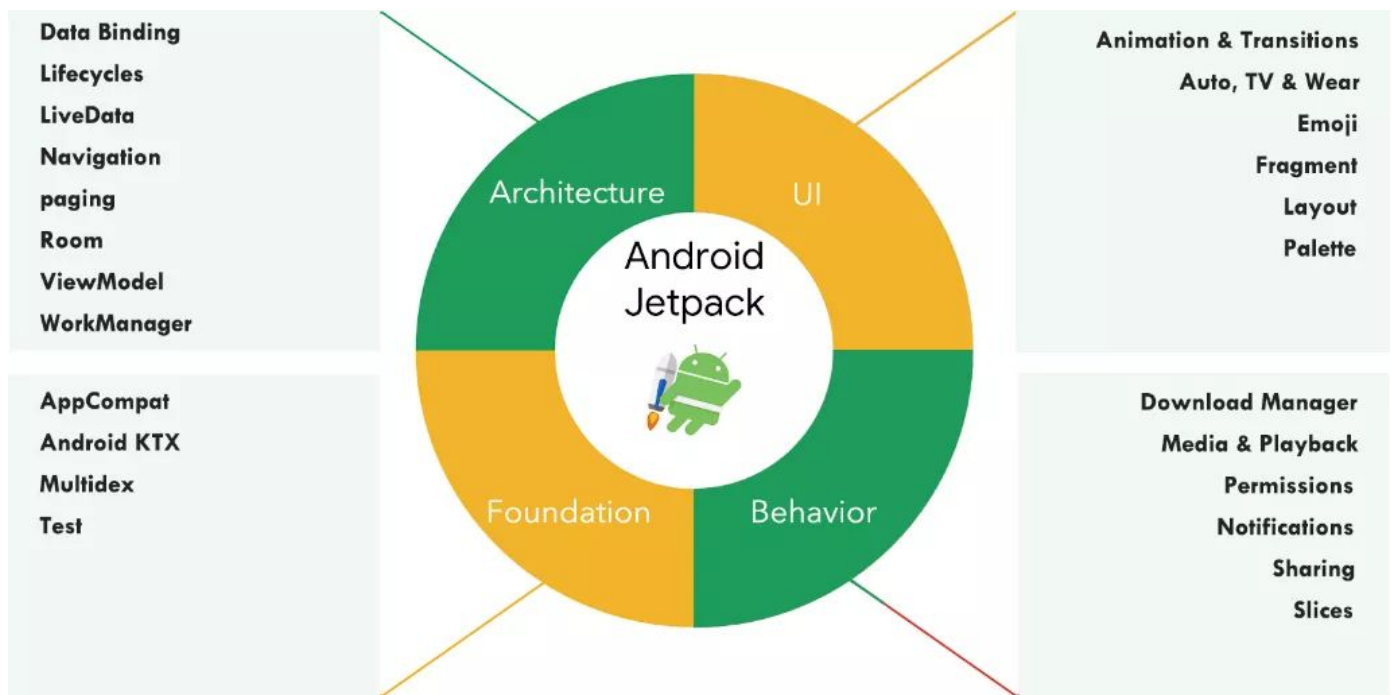 Data Binding
Lifecycles
LiveData
Navigation
paging
Room
ViewModel
WorkManager
Architecture
UI
Animation & Transitions
Auto, TV & Wear
Emoji
Fragment
Layout
Palette
Android
Jetpack
AppCompat
Android KTX
Multidex
Test
Foundation
Behavior
Download Manager
Media & Playback
Permissions
Notifications
Sharing
Slices